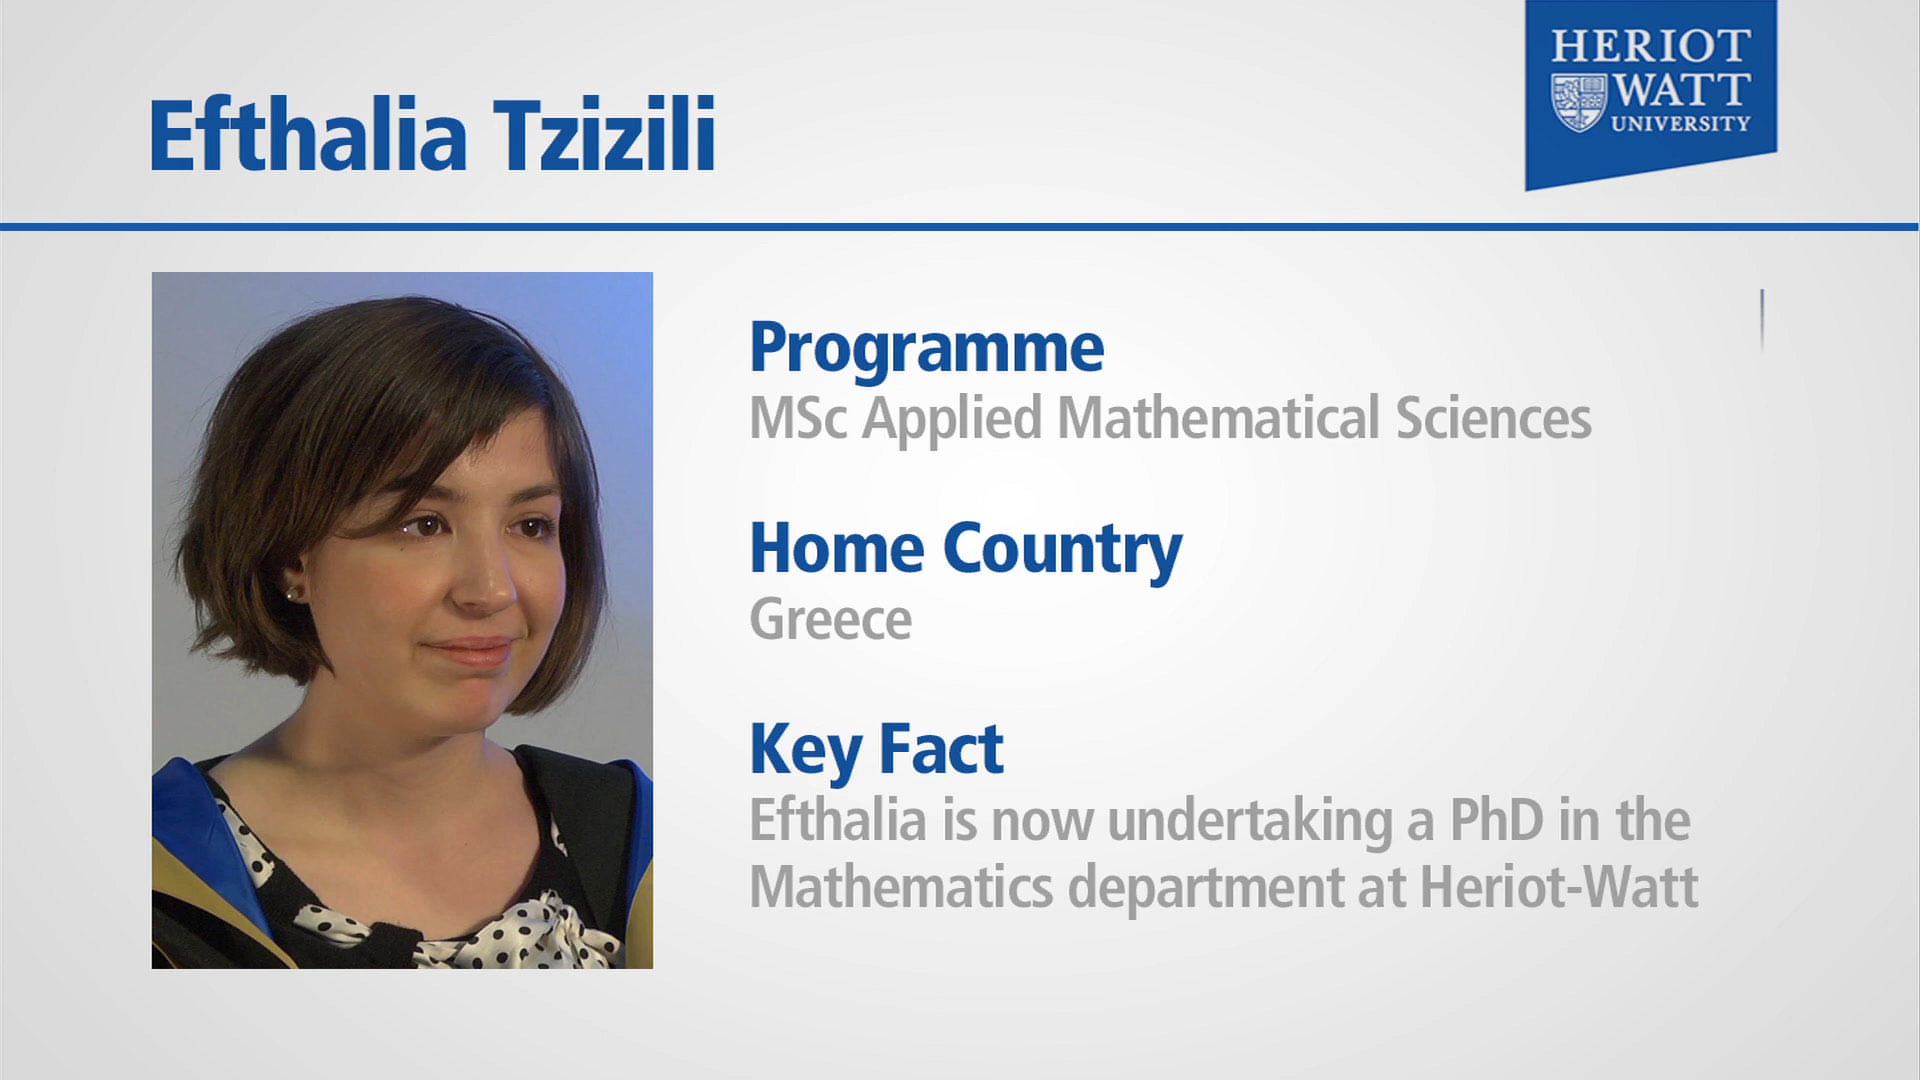 Efthalia Tzizili
HERIOT
WATT
UNIVERSITY
Programme
MSc Applied Mathematical Sciences
Home Country
Greece
Key Fact
Efthalia is now undertaking a PhD in the
Mathematics department at Heriot-Watt